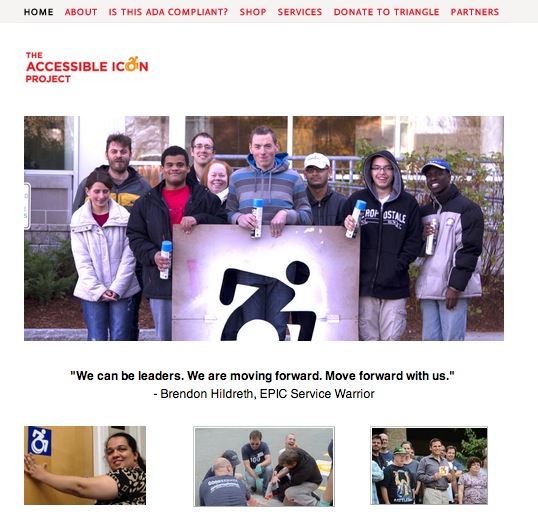 HOME ABOUT IS THIS ADA COMPLIANT? SHOP SERVICES DONATE TO TRIANGLE PARTNERS
THE
ACCESSIBLE ICON
PROJECT
AEROPOSTALE
"We can be leaders. We are moving forward. Move forward with us."
- Brendon Hildreth, EPIC Service Warrior